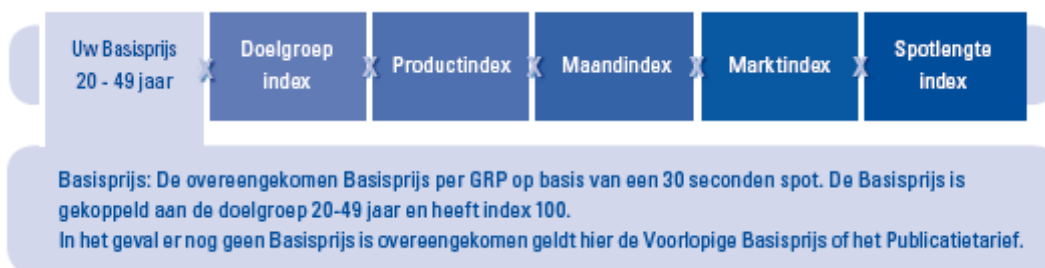 Uw Basisprijs
20 - 49 jaar
X
Doelgroep
index
X
Productindex
X
Maandindex
X
Marktindex
X
Spotlengte
index
Basisprijs: De overeengekomen Basisprijs per GRP op basis van een 30 seconden spot. De Basisprijs is
gekoppeld aan de doelgroep 20-49 jaar en heeft index 100.
In het geval er nog geen Basisprijs is overeengekomen geldt hier de Voorlopige Basisprijs of het Publicatietarief.